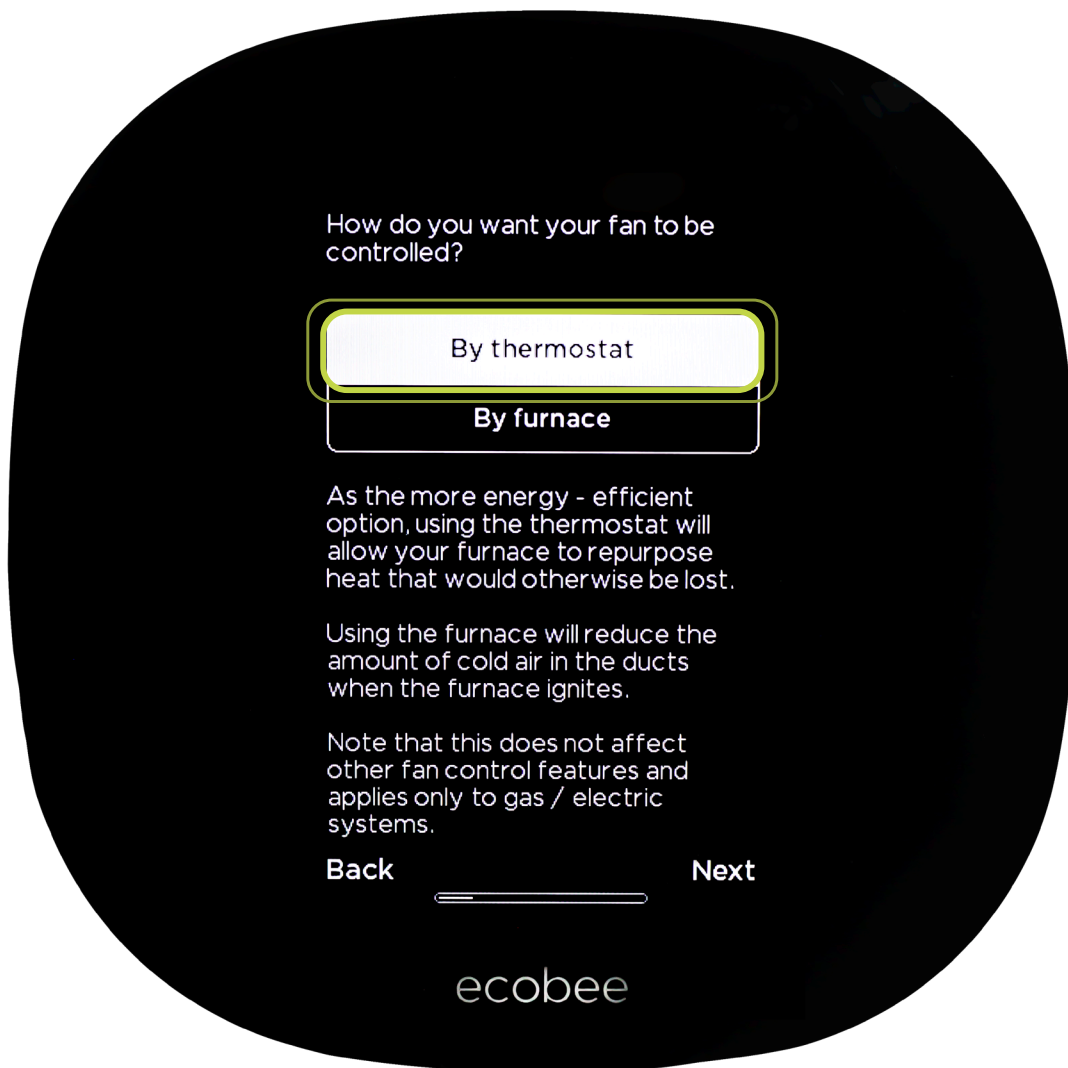 How do you want your fan to be
controlled?
By thermostat
By furnace
As the more energy - efficient
option, using the thermostat will
allow your furnace to repurpose
heat that would otherwise be lost.
Using the furnace will reduce the
amount of cold air in the ducts
when the furnace ignites.
Note that this does not affect
other fan control features and
applies only to gas / electric
systems.
Back Next
ecobee